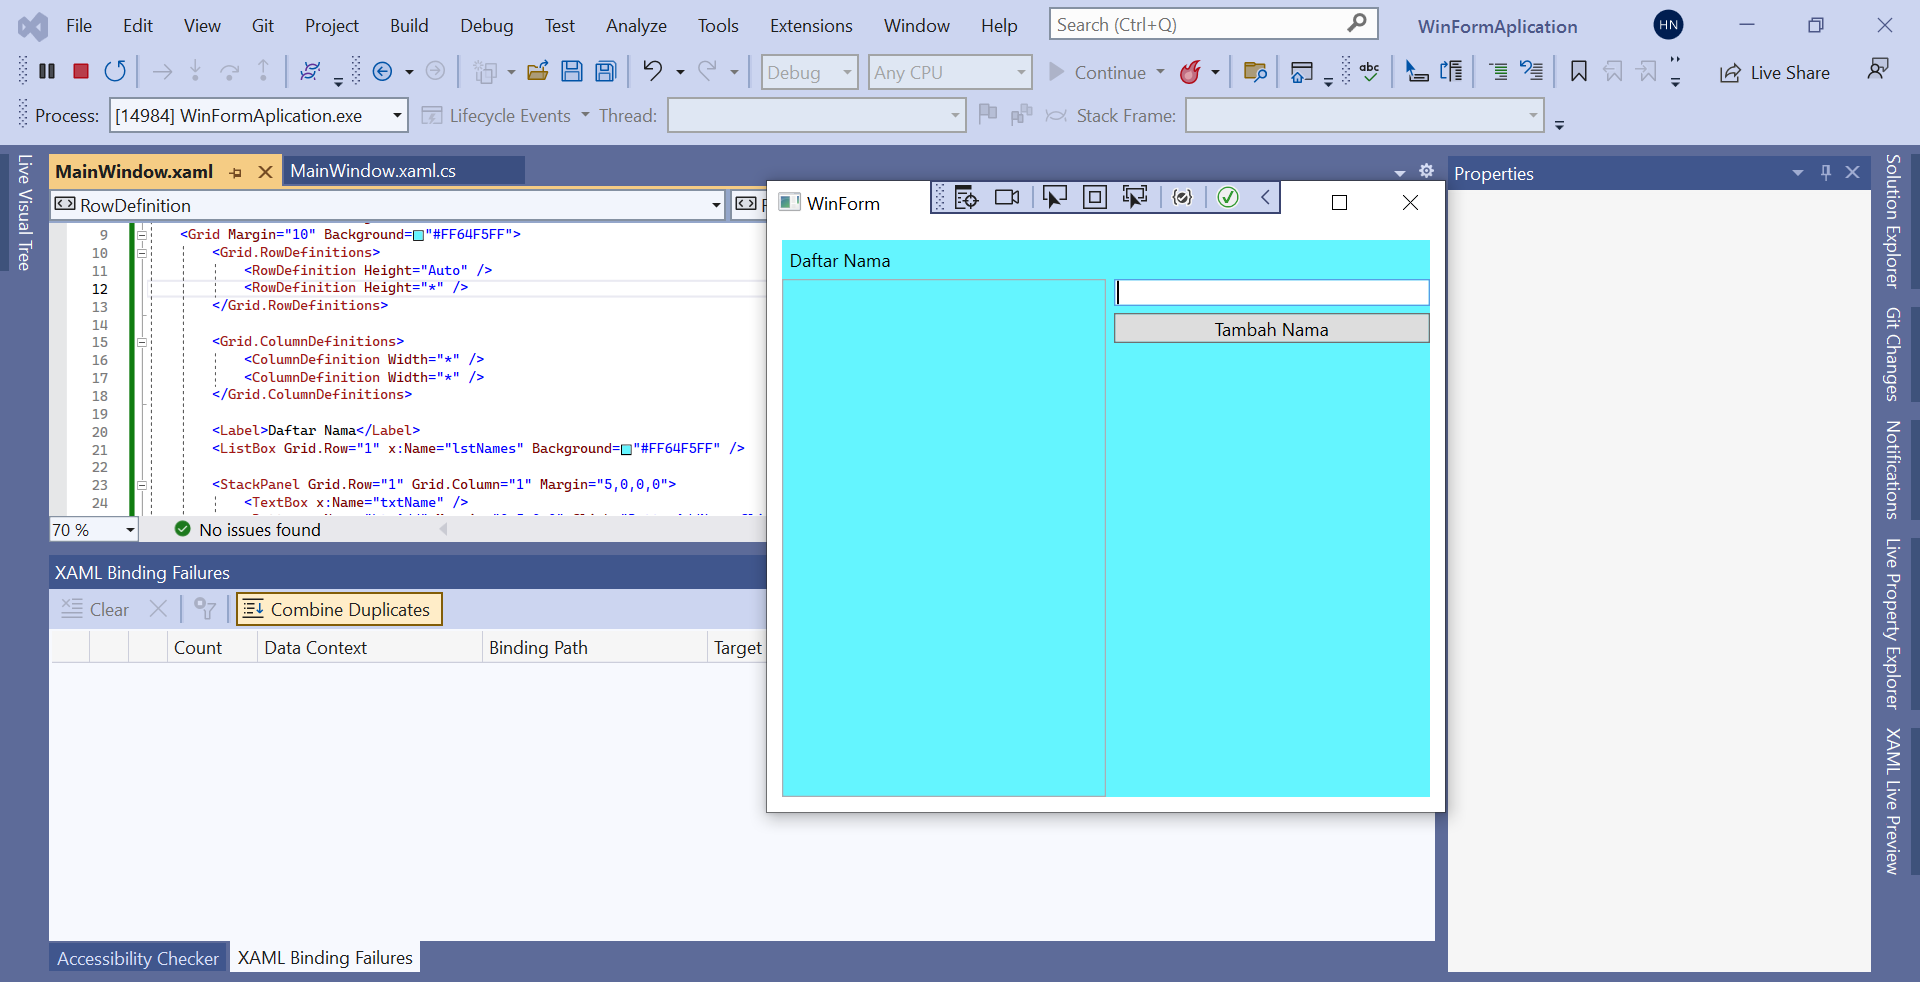 File Edit View Git Project Build Debug Test Analyze Tools Extensions Window Help Search (Ctrl+Q) WinFormAplication HN
Debug Any CPU Continue abc Live Share
Process: [14984] WinFormAplication.exe Lifecycle Events Thread: Stack Frame:
Live Visual Tree
MainWindow.xaml MainWindow.xaml.cs
RowDefinition
9 <Grid Margin="10" Background="#FF64F5FF">
10 <Grid.RowDefinitions>
11 <RowDefinition Height="Auto" />
12 <RowDefinition Height="*" />
13 </Grid.RowDefinitions>
14
15 <Grid.ColumnDefinitions>
16 <ColumnDefinition Width="*" />
17 <ColumnDefinition Width="*" />
18 </Grid.ColumnDefinitions>
19
20 <Label>Daftar Nama</Label>
21 <ListBox Grid.Row="1" x:Name="lstNames" Background="#FF64F5FF" />
22
23 <StackPanel Grid.Row="1" Grid.Column="1" Margin="5,0,0,0">
24 <TextBox x:Name="txtName" />
70 % No issues found
WinForm
Daftar Nama
Tambah Nama
XAML Binding Failures
Clear Combine Duplicates
Count Data Context Binding Path Target
Accessibility Checker XAML Binding Failures
Properties
Solution Explorer
Git Changes
Notifications
Live Property Explorer
XAML Live Preview